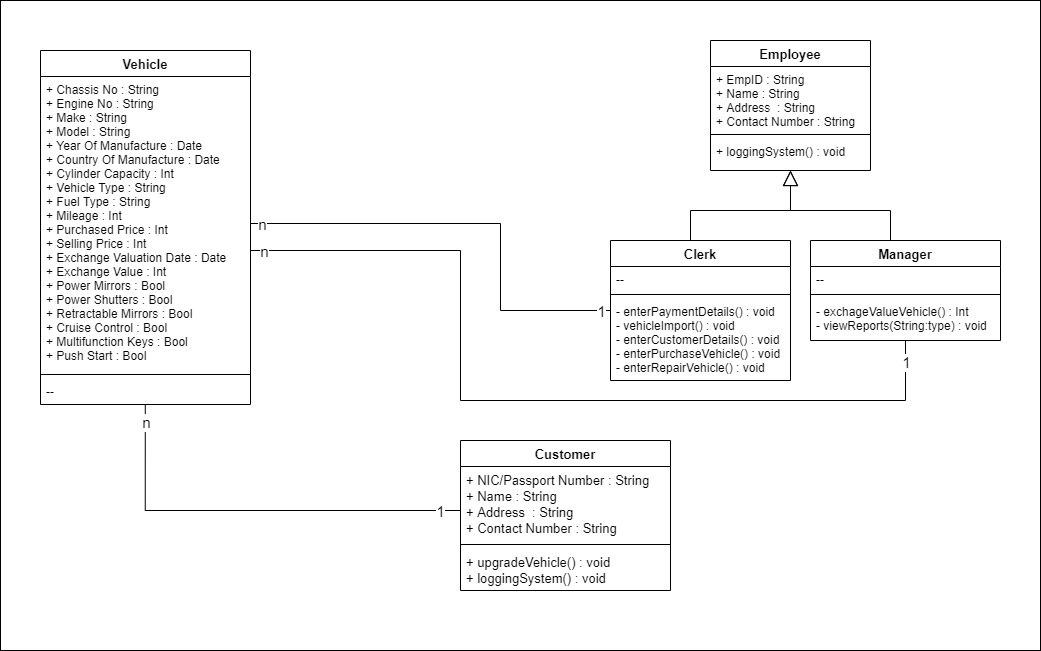 Vehicle
+ Chassis No : String
+ Engine No : String
+ Make : String
+ Model : String
+ Year Of Manufacture : Date
+ Country Of Manufacture : Date
+ Cylinder Capacity : Int
+ Vehicle Type : String
+ Fuel Type : String
+ Mileage : Int
+ Purchased Price : Int
+ Selling Price : Int
+ Exchange Valuation Date : Date
+ Exchange Value : Int
+ Power Mirrors : Bool
+ Power Shutters : Bool
+ Retractable Mirrors : Bool
+ Cruise Control : Bool
+ Multifunction Keys : Bool
+ Push Start : Bool
--
n
n
n
Employee
+ EmpID : String
+ Name : String
+ Address  : String
+ Contact Number : String
+ loggingSystem() : void
Clerk
--
- enterPaymentDetails() : void
- vehicleImport() : void
- enterCustomerDetails() : void
- enterPurchaseVehicle() : void
- enterRepairVehicle() : void
1
Manager
--
- exchageValueVehicle() : Int
- viewReports(String:type) : void
1
Customer
+ NIC/Passport Number : String
+ Name : String
+ Address  : String
+ Contact Number : String
+ upgradeVehicle() : void
+ loggingSystem() : void
1